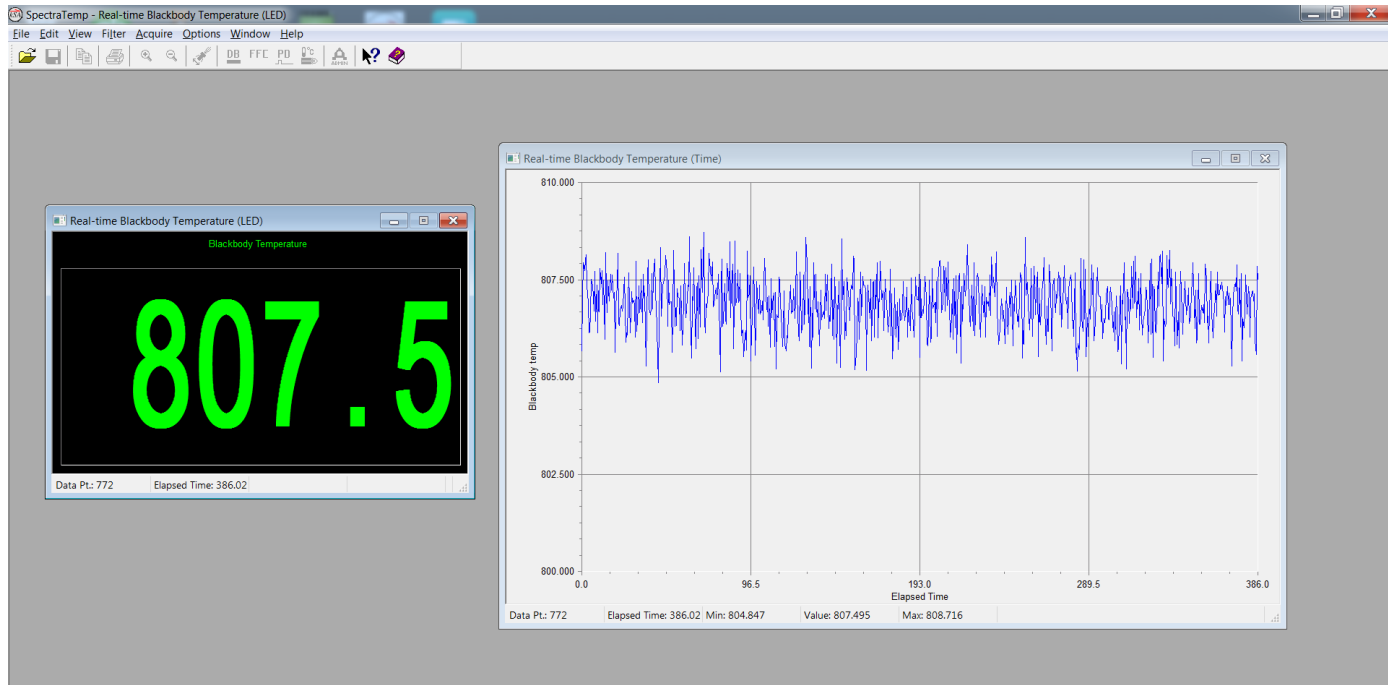 SpectraTemp - Real-time Blackbody Temperature (LED)
File Edit View Filter Acquire Options Window Help
DB FFC PD 1°c ADMIN
Real-time Blackbody Temperature (LED)
Blackbody Temperature
807.5
Data Pt.: 772 Elapsed Time: 386.02
Real-time Blackbody Temperature (Time)
810.000
807.500
805.000
802.500
800.000
Blackbody temp
0.0 96.5 193.0 289.5 386.0
Elapsed Time
Data Pt.: 772 Elapsed Time: 386.02 Min: 804.847 Value: 807.495 Max: 808.716